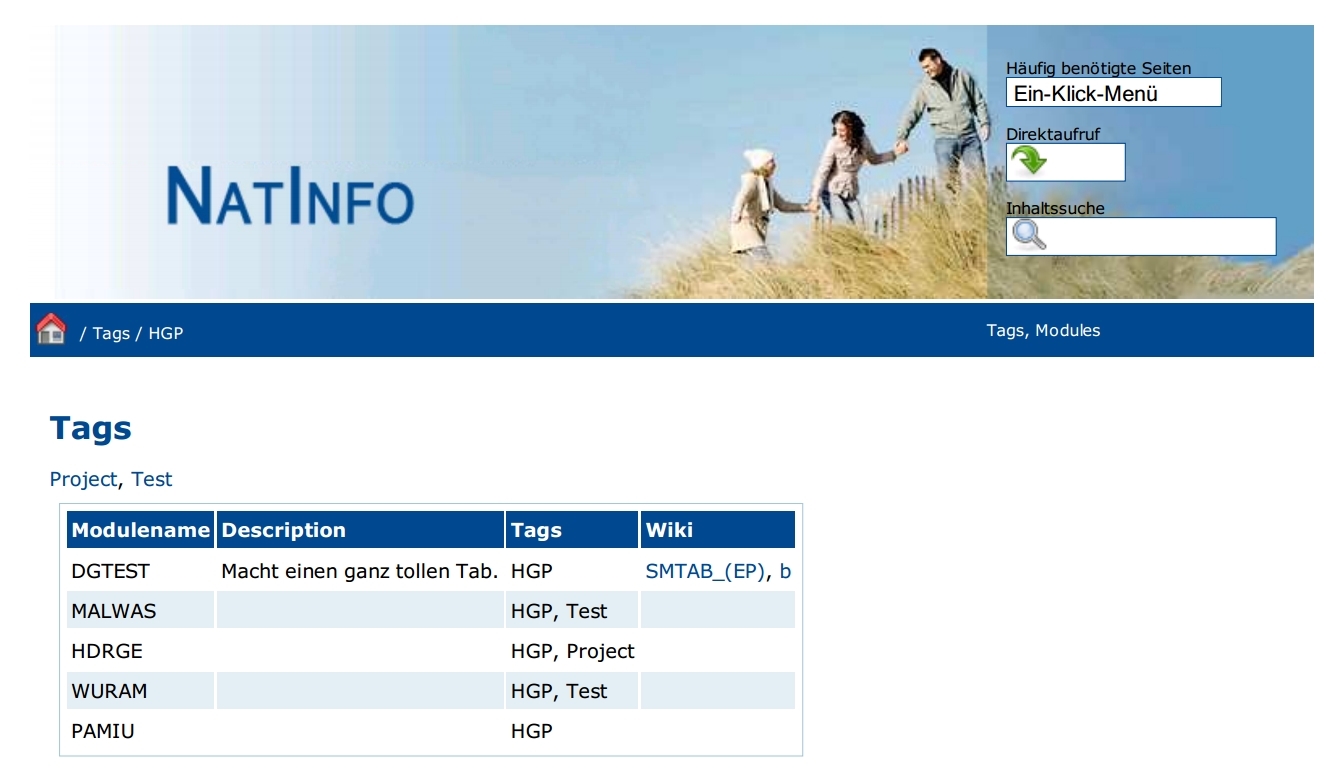 Häufig benötigte Seiten
Ein-Klick-Menü
Direktaufruf
Inhaltssuche
NATINFO
/ Tags / HGP
Tags, Modules
Tags
Project, Test
Modulename Description Tags Wiki
DGTEST Macht einen ganz tollen Tab. HGP SMTAB_(EP), b
MALWAS HGP, Test
HDRGE HGP, Project
WURAM HGP, Test
PAMIU HGP